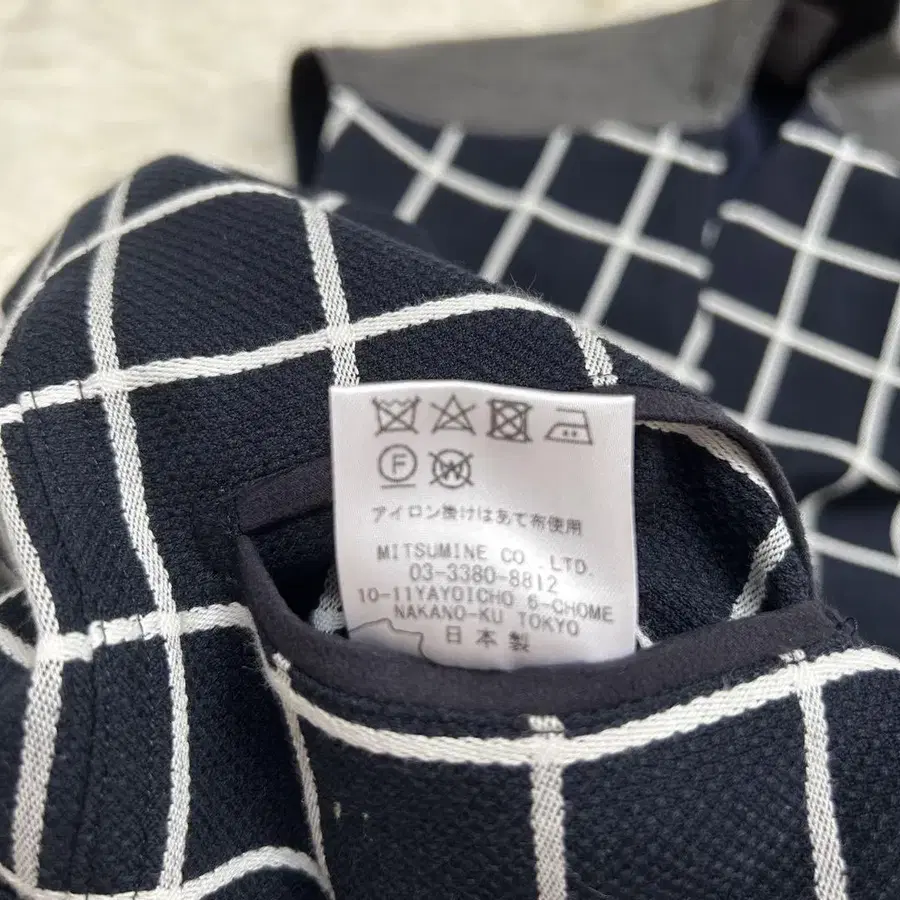 F W
アイロン掛けはあて布使用
MITSUMINE CO.,LTD.
03-3380-8812
10-11YAYOICHO 6-CHOME
NAKANO-KU TOKYO
日本製